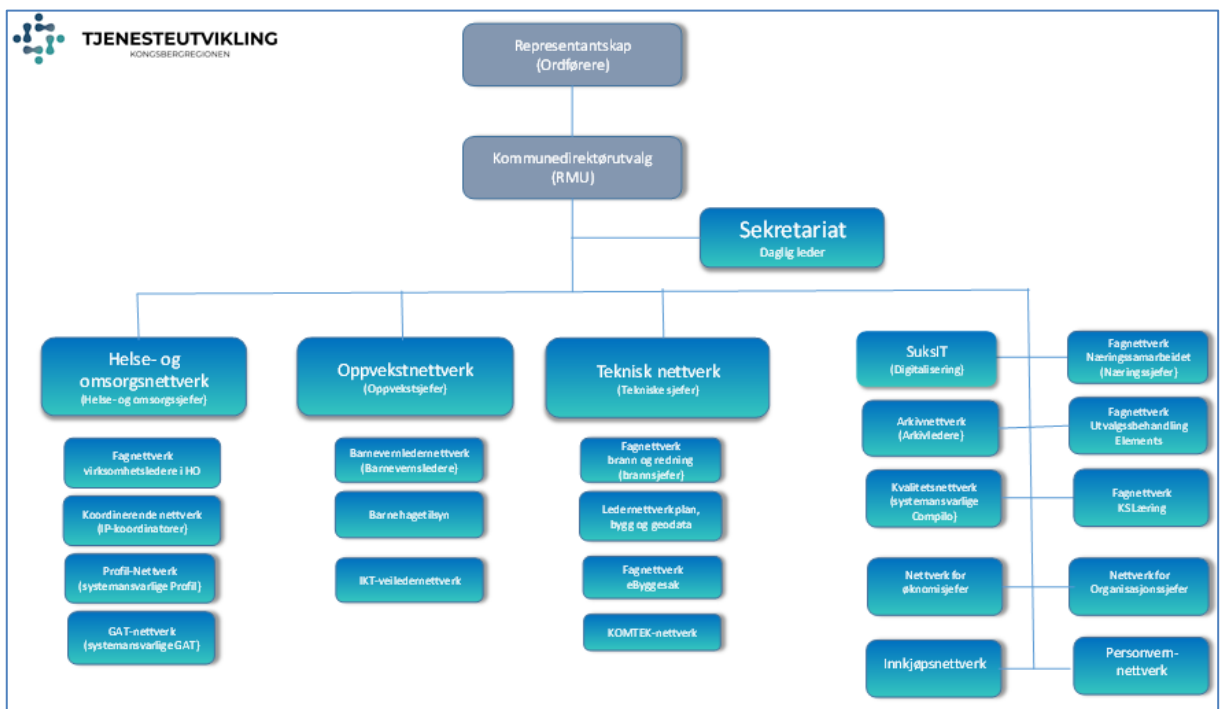 TJENESTEUTVIKLING
KONGSBERGREGIONEN
Representantskap
(Ordførere)
Kommunedirektørutvalg
(RMU)
Sekretariat
Daglig leder
Helse- og
omsorgsnettverk
(Helse- og omsorgssjefer)
Fagnettverk
virksomhetsledere i HO
Koordinerende nettverk
(IP-koordinatorer)
Profil-Nettverk
(systemansvarlige Profil)
GAT-nettverk
(systemansvarlige GAT)
Oppvekstnettverk
(Oppvekstsjefer)
Barnevernledernettverk
(Barnevernsledere)
Barnehagetilsyn
IKT-veiledernettverk
Teknisk nettverk
(Tekniske sjefer)
Fagnettverk
brann og redning
(brannsjefer)
Ledernettverk plan,
bygg og geodata
Fagnettverk
eByggesak
KOMTEK-nettverk
SuksIT
(Digitalisering)
Fagnettverk
Næringssamarbeidet
(Næringssjefer)
Arkivnettverk
(Arkivledere)
Fagnettverk
Utvalgsbehandling
Elements
Kvalitetsnettverk
(systemansvarlige
Compilo)
Fagnettverk
KSLæring
Nettverk for
øknomisjefer
Nettverk for
Organisasjonssjefer
Innkjøpsnettverk
Personvern-
nettverk